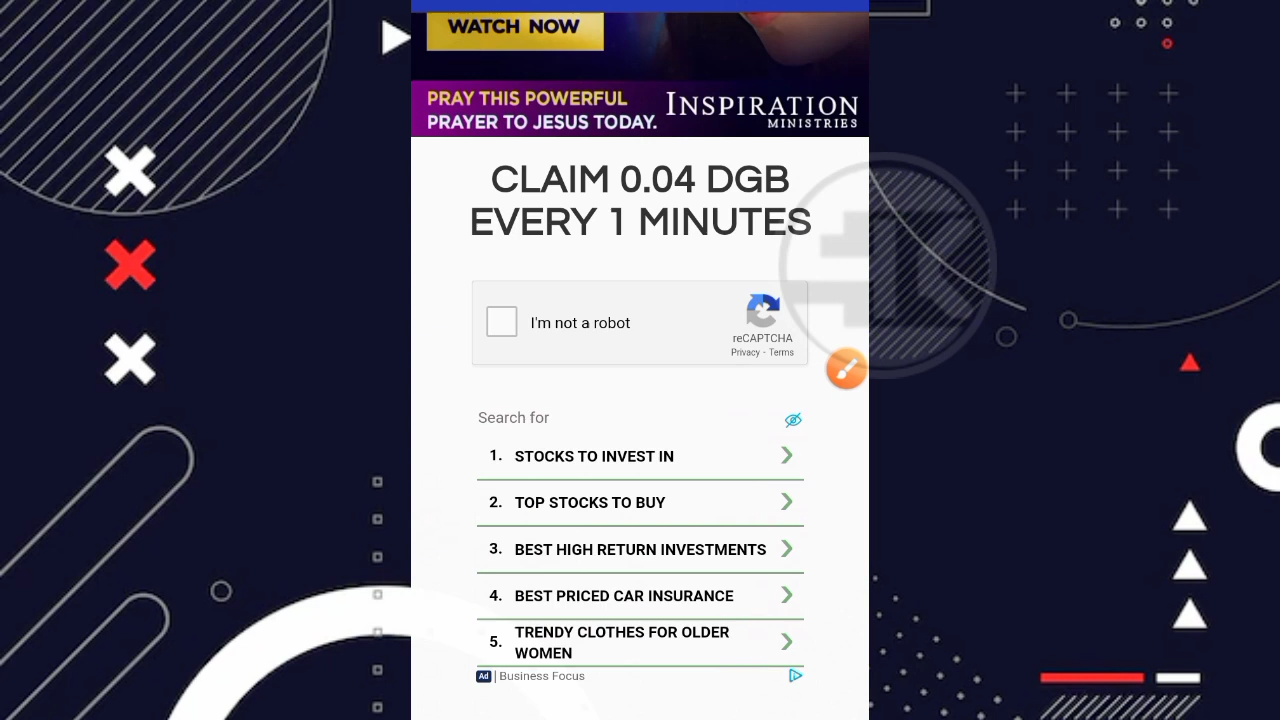 WATCH NOW
PRAY THIS POWERFUL
PRAYER TO JESUS TODAY.
INSPIRATION
MINISTRIES
CLAIM 0.04 DGB
EVERY 1 MINUTES
I'm not a robot
reCAPTCHA
Privacy - Terms
Search for
1. STOCKS TO INVEST IN
2. TOP STOCKS TO BUY
3. BEST HIGH RETURN INVESTMENTS
4. BEST PRICED CAR INSURANCE
5. TRENDY CLOTHES FOR OLDER
WOMEN
Ad | Business Focus